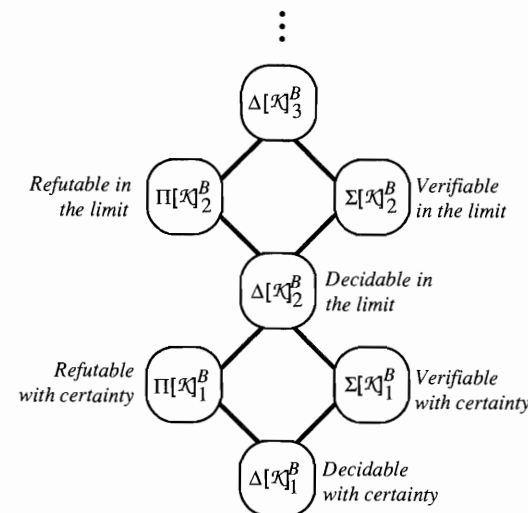 ⋮
Δ[𝒦]₃ᴮ
Refutable in
the limit
Π[𝒦]₂ᴮ
Σ[𝒦]₂ᴮ
Verifiable
in the limit
Δ[𝒦]₂ᴮ
Decidable in
the limit
Refutable
with certainty
Π[𝒦]₁ᴮ
Σ[𝒦]₁ᴮ
Verifiable
with certainty
Δ[𝒦]₁ᴮ
Decidable
with certainty